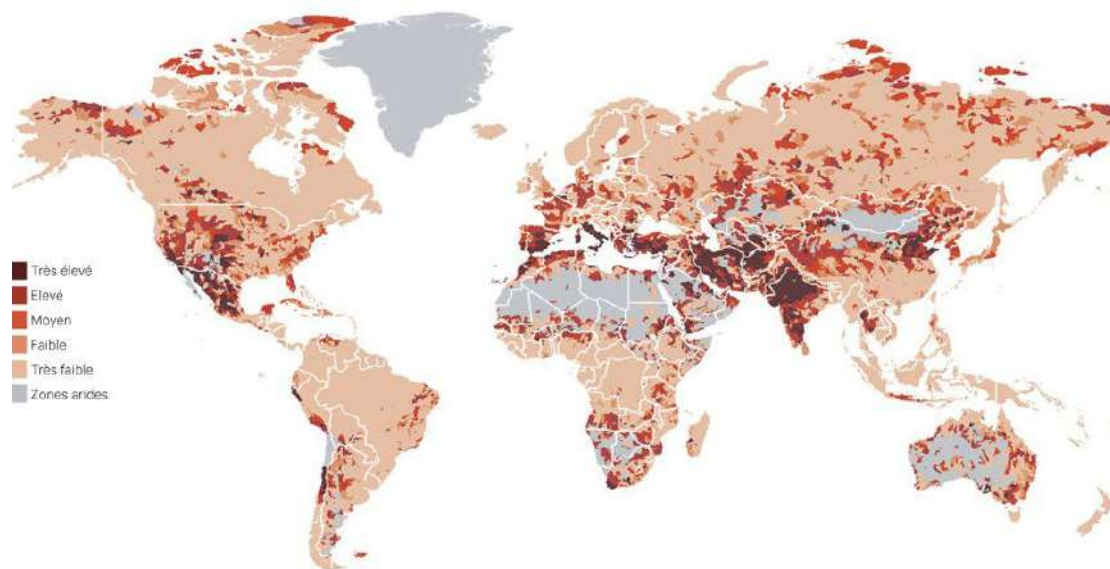 Très élevé
Elevé
Moyen
Faible
Très faible
Zones arides